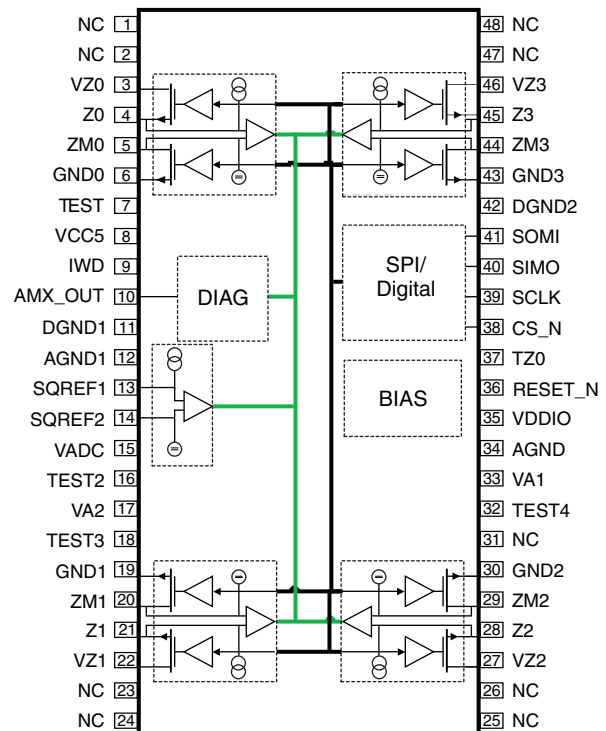 NC 1 48 NC
NC 2 47 NC
VZ0 3 46 VZ3
Z0 4 45 Z3
ZM0 5 44 ZM3
GND0 6 43 GND3
TEST 7 42 DGND2
VCC5 8 41 SOMI
IWD 9 40 SIMO
AMX_OUT 10 39 SCLK
DGND1 11 38 CS_N
AGND1 12 37 TZ0
SQREF1 13 36 RESET_N
SQREF2 14 35 VDDIO
VADC 15 34 AGND
TEST2 16 33 VA1
VA2 17 32 TEST4
TEST3 18 31 NC
GND1 19 30 GND2
ZM1 20 29 ZM2
Z1 21 28 Z2
VZ1 22 27 VZ2
NC 23 26 NC
NC 24 25 NC
DIAG
SPI/
Digital
BIAS